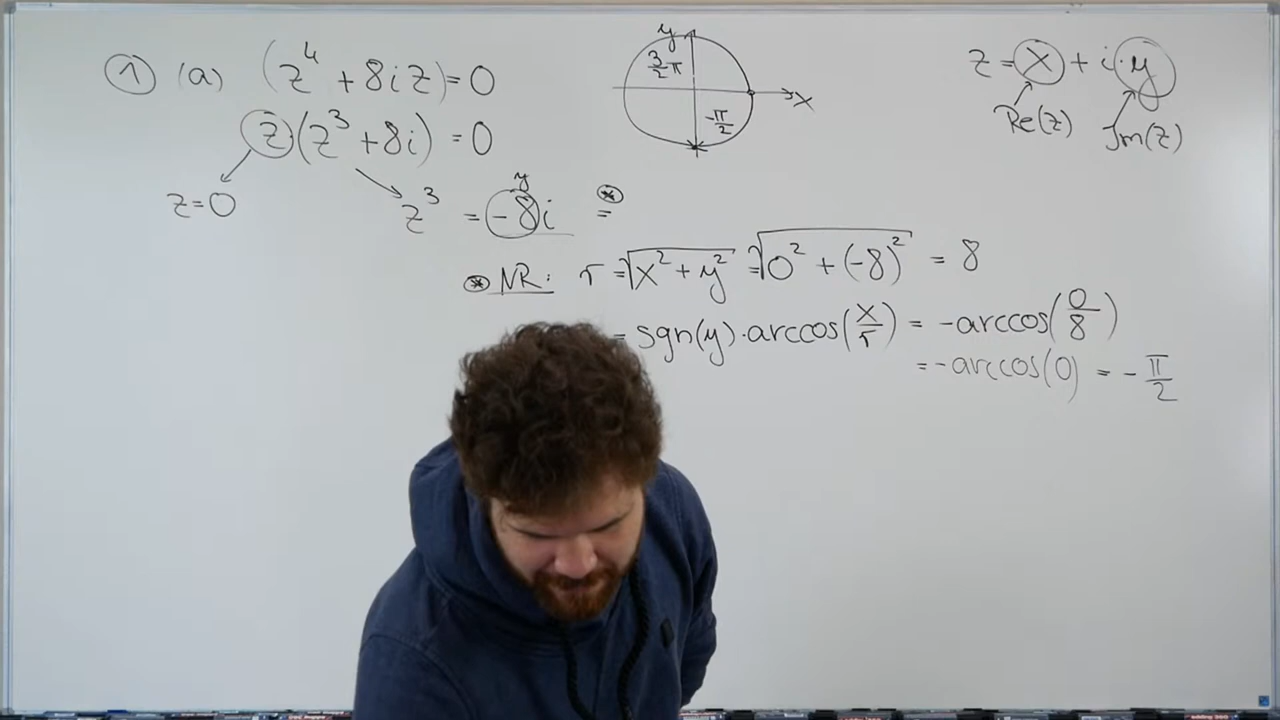 ① (a) (z⁴ + 8iz) = 0
z·(z³ + 8i) = 0
z=0
z³ = -8i =
y
⊛
y
x
3/2 π
-π/2
z = x + i·y
Re(z)
Im(z)
⊛ NR: r = √(x² + y²) = √(0² + (-8)²) = 8
= sgn(y)·arccos(x/r) = -arccos(0/8)
= -arccos(0) = -π/2